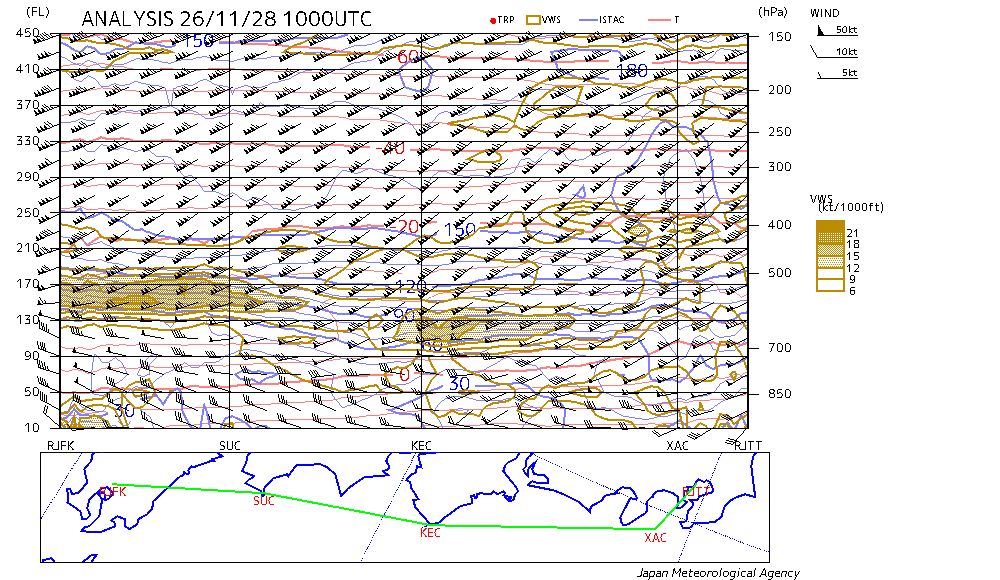 (FL) ANALYSIS 26/11/28 1000UTC TRP VWS ISTAC T (hPa) WIND
450 150 150 50kt
60 10kt
410 180 5kt
370 200
330 250
-40
290 300
VWS
(kt/1000ft)
250 -20 150 400
210 21
18
170 120 500 15
12
130 90 9
60 6
90 700
0 30
50 30 850
10
RJFK SUC KEC XAC RJTT
RJFK SUC KEC XAC RJTT
Japan Meteorological Agency